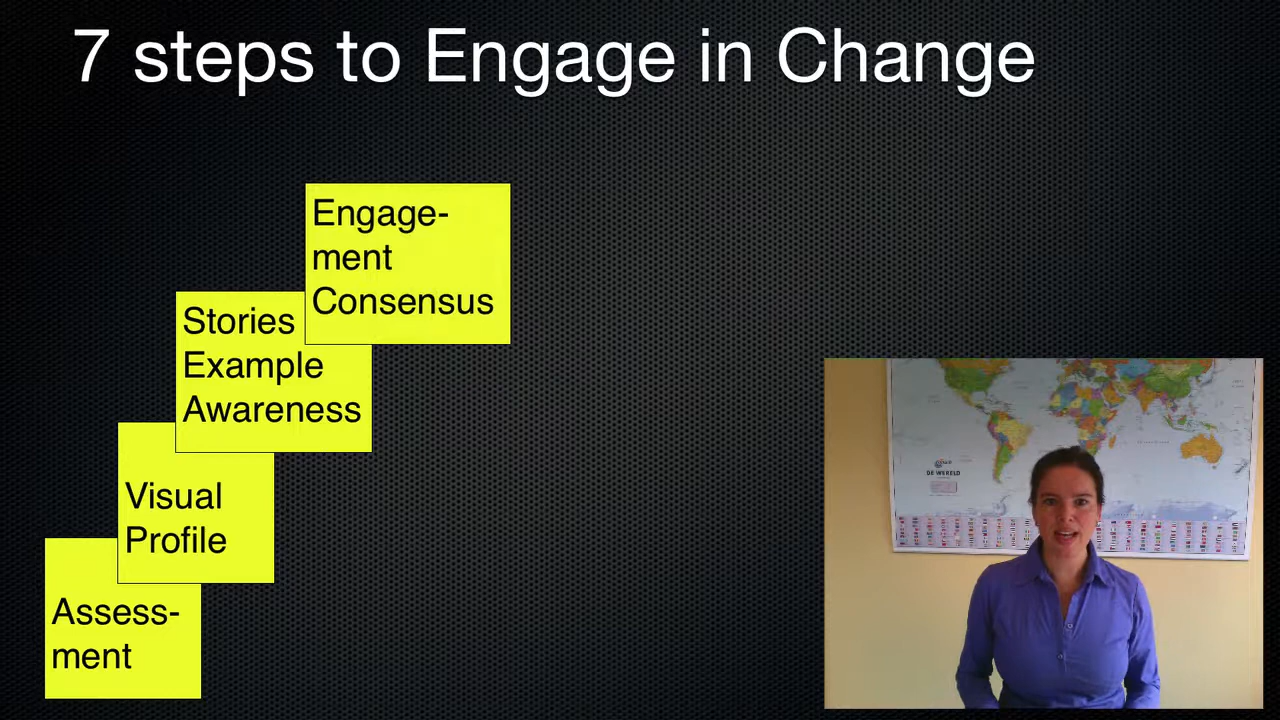 7 steps to Engage in Change
Engage-
ment
Consensus
Stories
Example
Awareness
Visual
Profile
Assess-
ment
DE WERELD